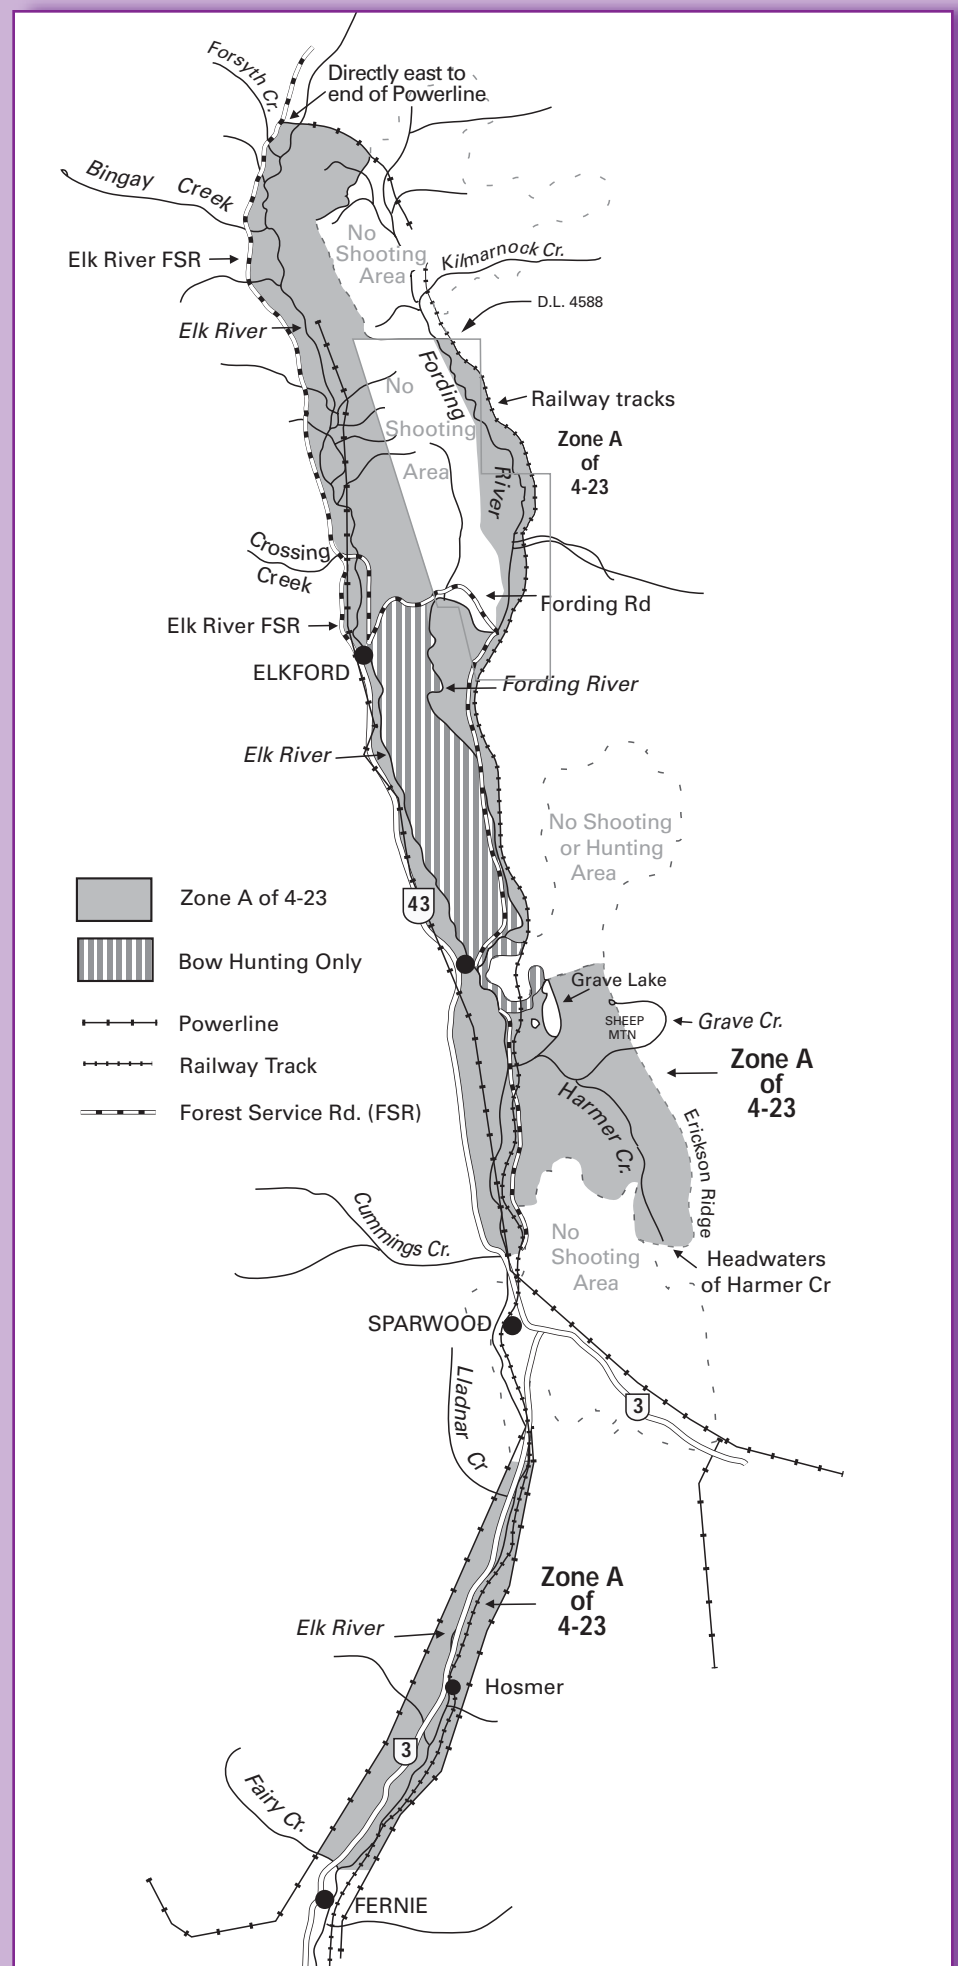 Forsyth Cr.
Directly east to
end of Powerline
Bingay Creek
No
Shooting
Area
Kilmarnock Cr.
Elk River FSR
D.L. 4588
Elk River
Fording
River
No
Shooting
Area
Railway tracks
Zone A
of
4-23
Crossing
Creek
Fording Rd
Elk River FSR
ELKFORD
Fording River
Elk River
No Shooting
or Hunting
Area
Zone A of 4-23
43
Bow Hunting Only
Grave Lake
SHEEP
MTN
Grave Cr.
Powerline
Zone A
of
4-23
Railway Track
Forest Service Rd. (FSR)
Harmer Cr.
Erickson Ridge
Cummings Cr.
No
Shooting
Area
Headwaters
of Harmer Cr
SPARWOOD
Lladnar Cr
3
Zone A
of
4-23
Elk River
Hosmer
3
Fairy Cr.
FERNIE